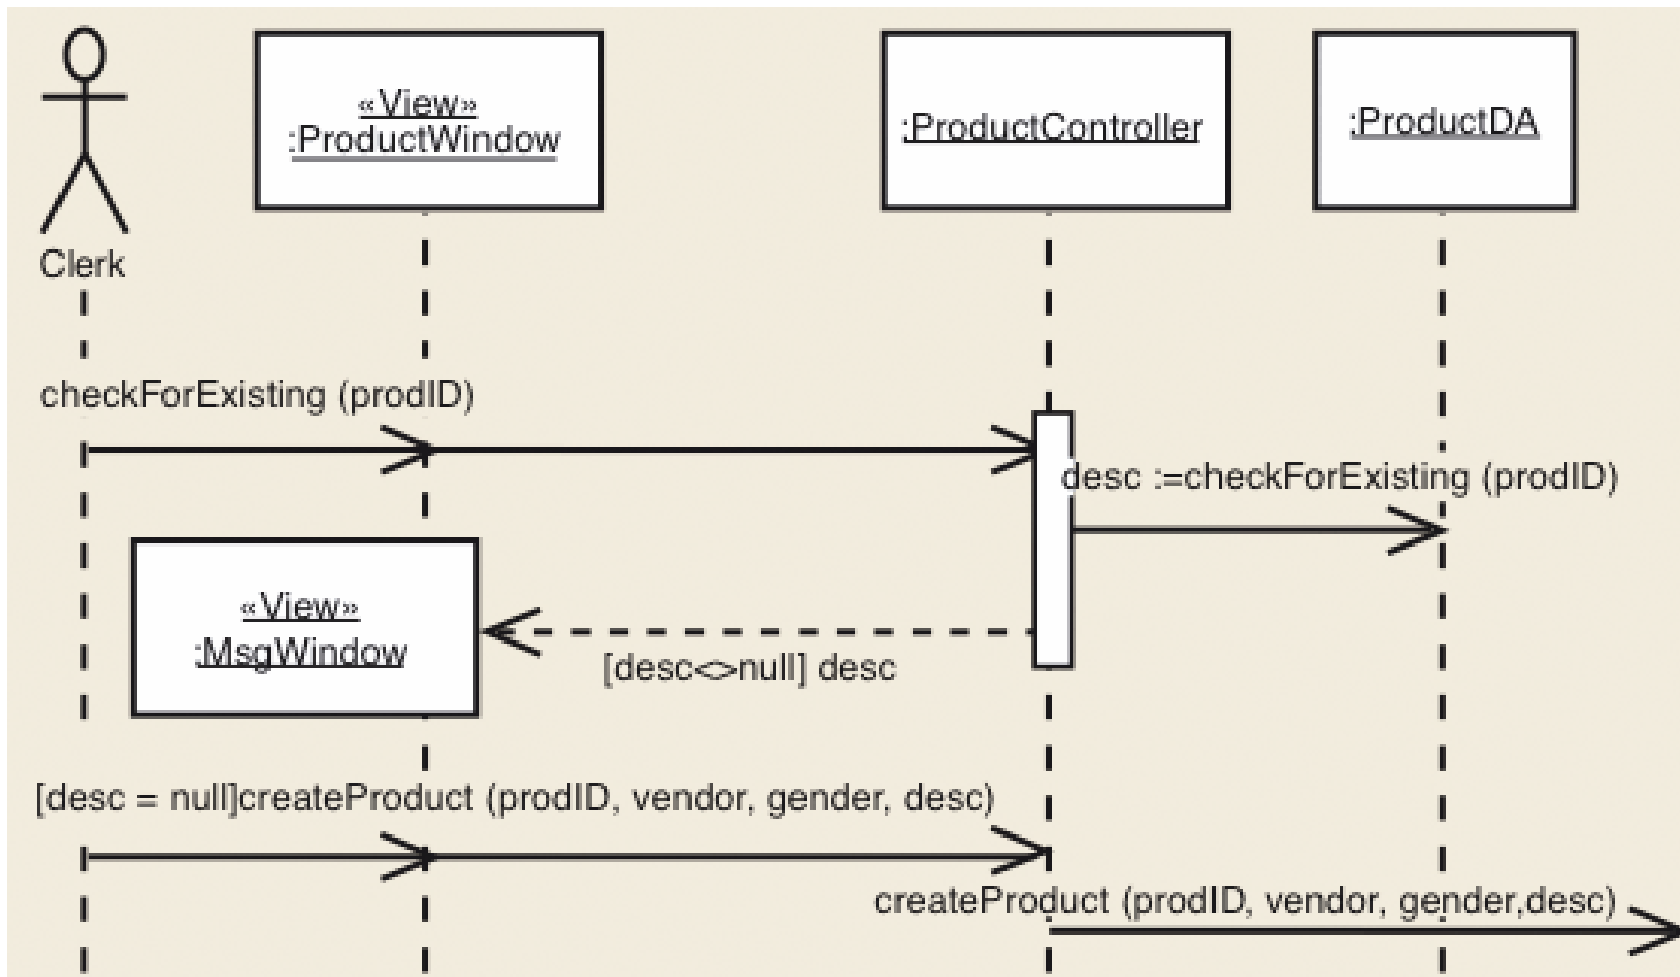 «View»
:ProductWindow
:ProductController
:ProductDA
Clerk
checkForExisting (prodID)
desc :=checkForExisting (prodID)
«View»
:MsgWindow
[desc<>null] desc
[desc = null]createProduct (prodID, vendor, gender, desc)
createProduct (prodID, vendor, gender,desc)